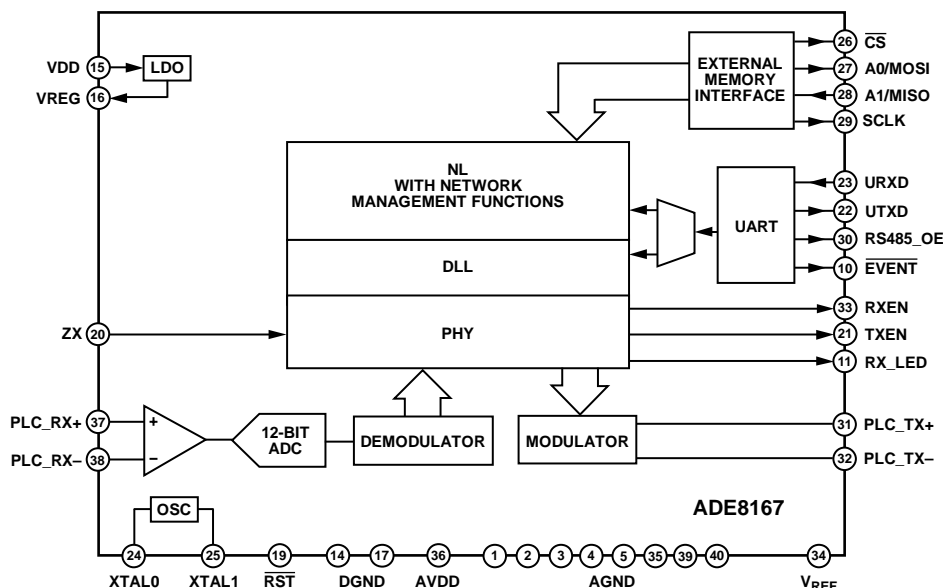 VDD 15 LDO
VREG 16
EXTERNAL
MEMORY
INTERFACE
26 C̅S̅
27 A0/MOSI
28 A1/MISO
29 SCLK
NL
WITH NETWORK
MANAGEMENT FUNCTIONS
DLL
PHY
UART
23 URXD
22 UTXD
30 RS485_OE
10 E̅V̅E̅N̅T̅
33 RXEN
21 TXEN
11 RX_LED
ZX 20
PLC_RX+ 37
PLC_RX– 38
+
–
12-BIT
ADC
DEMODULATOR
MODULATOR
31 PLC_TX+
32 PLC_TX–
ADE8167
OSC
24 25 19 14 17 36 1 2 3 4 5 35 39 40 34
XTAL0 XTAL1 R̅S̅T̅ DGND AVDD AGND VREF